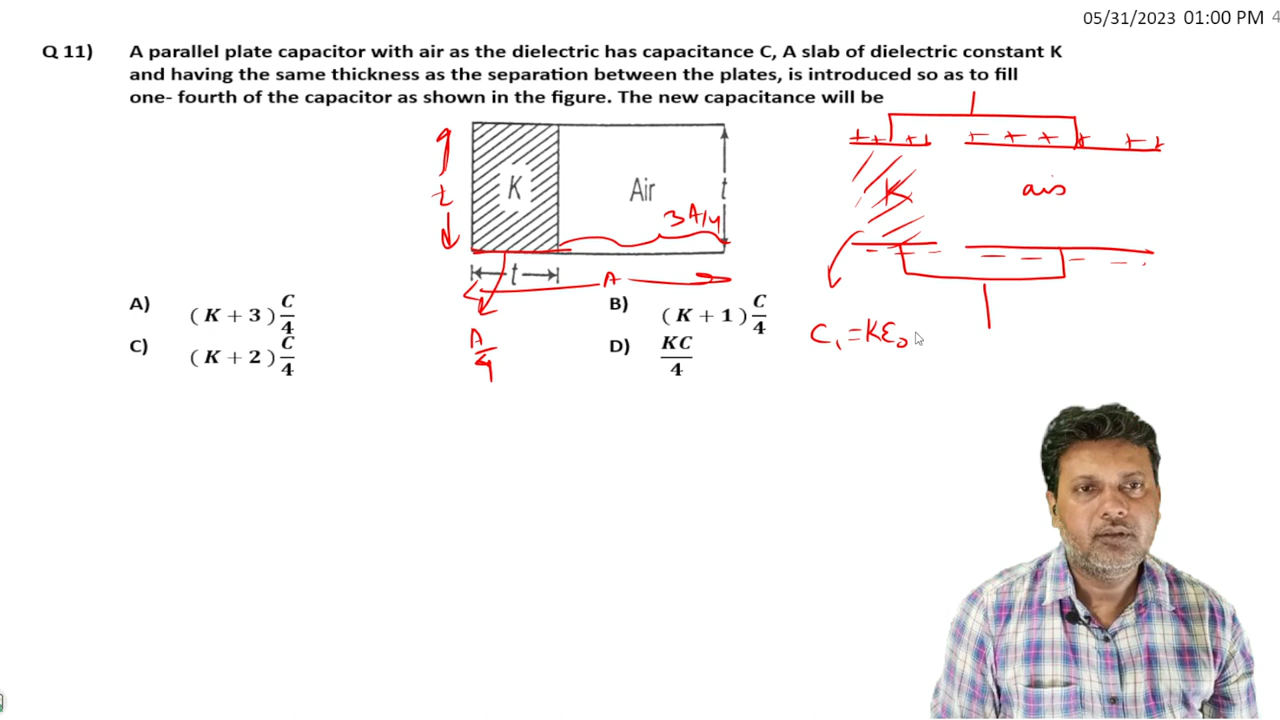 05/31/2023 01:00 PM 4
Q 11) A parallel plate capacitor with air as the dielectric has capacitance C, A slab of dielectric constant K
and having the same thickness as the separation between the plates, is introduced so as to fill
one- fourth of the capacitor as shown in the figure. The new capacitance will be
+ + + + + + + + + +
t K Air t K air
3A/4
t A
A) (K + 3) C/4 B) (K + 1) C/4
C) (K + 2) C/4 D) KC/4
A/4
C₁ = Kε₀